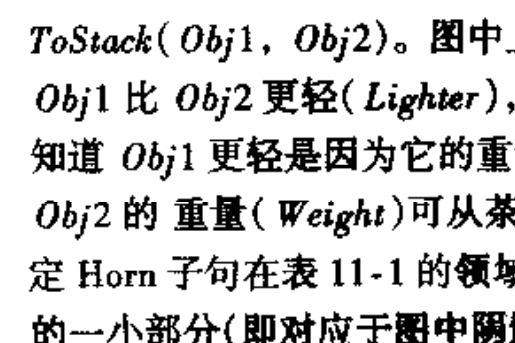 ToStack( Obj1, Obj2)。图中
Obj1 比 Obj2 更轻( Lighter),
知道 Obj1 更轻是因为它的重
Obj2 的 重量( Weight)可从茶
定 Horn 子句在表 11-1 的领域
的一小部分(即对应于图中阴